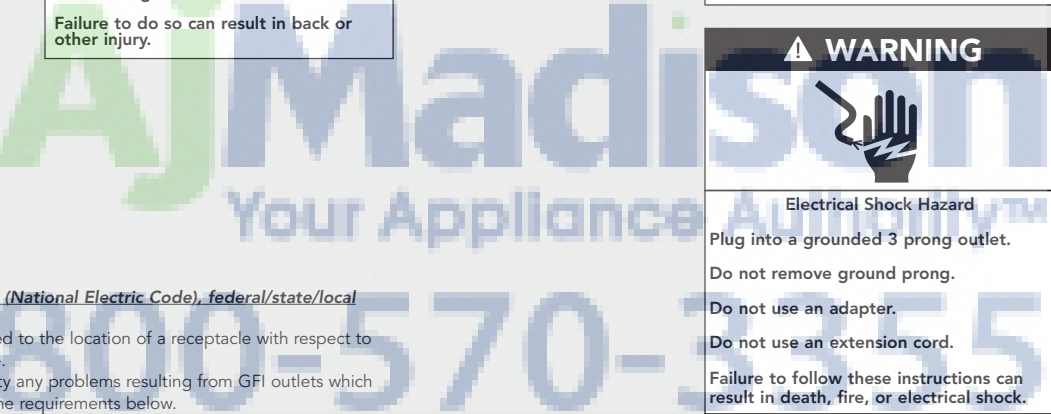 Failure to do so can result in back or
other injury.
AjMadison
Your Appliance Authority™
800-570-3355
(National Electric Code), federal/state/local
ed to the location of a receptacle with respect to
ty any problems resulting from GFI outlets which
ne requirements below.
WARNING
Electrical Shock Hazard
Plug into a grounded 3 prong outlet.
Do not remove ground prong.
Do not use an adapter.
Do not use an extension cord.
Failure to follow these instructions can
result in death, fire, or electrical shock.